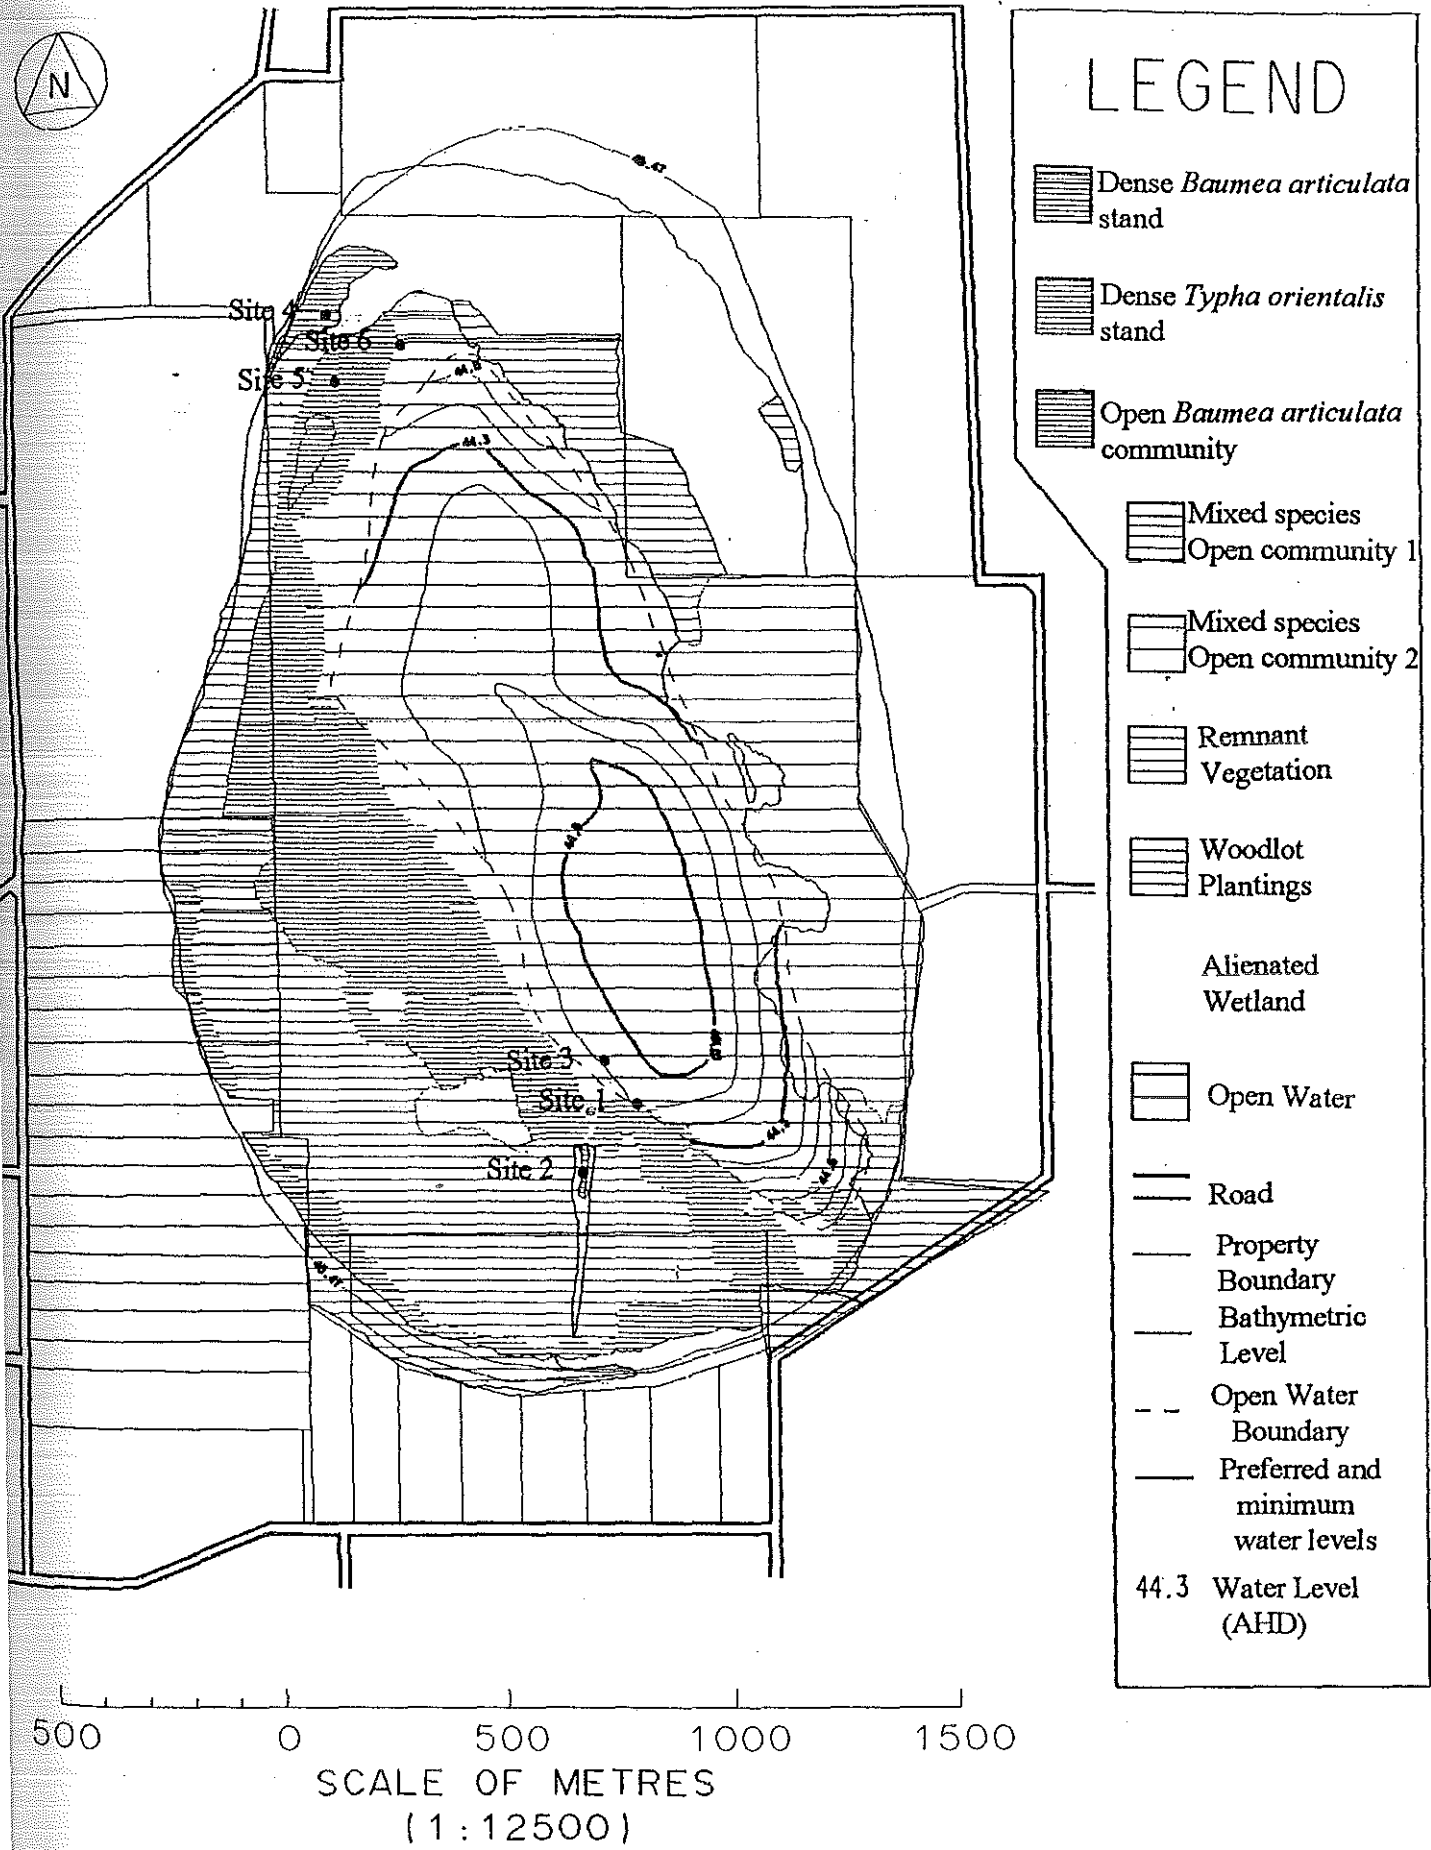 N
LEGEND
Dense Baumea articulata
stand
Dense Typha orientalis
stand
Open Baumea articulata
community
Mixed species
Open community 1
Mixed species
Open community 2
Remnant
Vegetation
Woodlot
Plantings
Alienated
Wetland
Open Water
Road
Property
Boundary
Bathymetric
Level
Open Water
Boundary
Preferred and
minimum
water levels
44.3 Water Level
(AHD)
Site 4
Site 6
Site 5
44.3
Site 3
Site 1
Site 2
44.3
500 0 500 1000 1500
SCALE OF METRES
(1:12500)